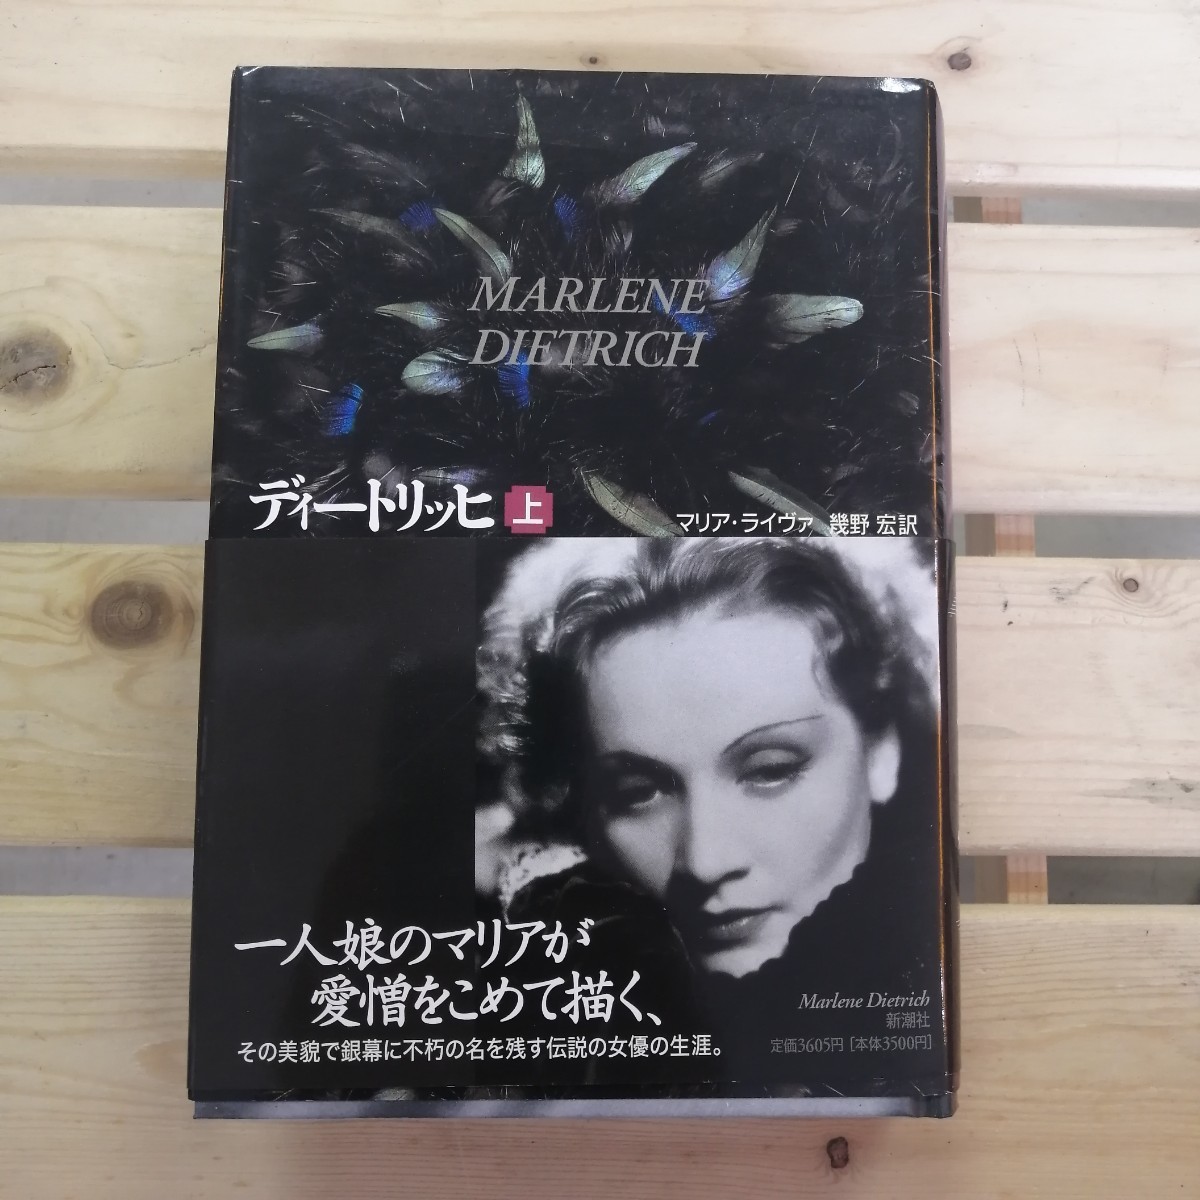 MARLENE
DIETRICH
ディートリッヒ 上
マリア・ライヴァ 幾野 宏訳
一人娘のマリアが
愛憎をこめて描く、
その美貌で銀幕に不朽の名を残す伝説の女優の生涯。
Marlene Dietrich
新潮社
定価3605円 [本体3500円]